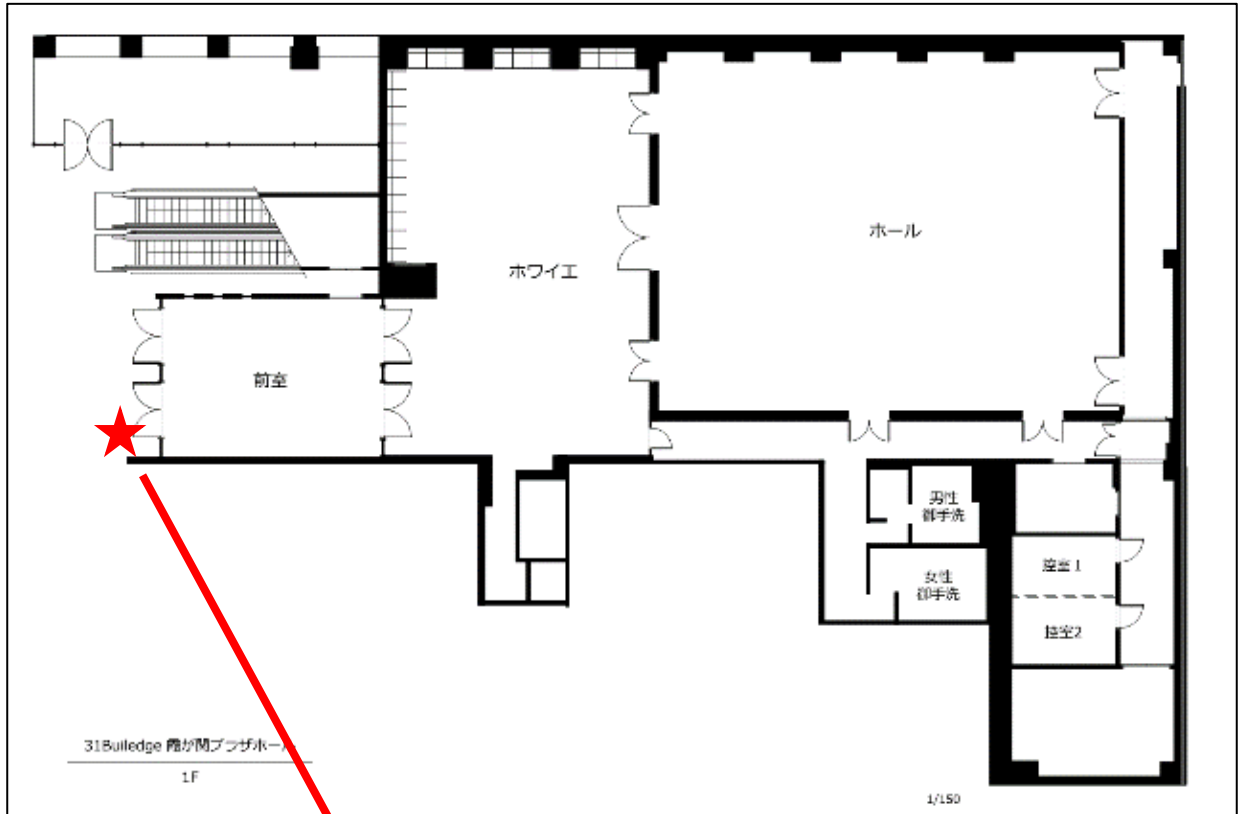 ホール
ホワイエ
前室
男性
御手洗
女性
御手洗
控室1
控室2
31Builedge 霞が関プラザホール
1F
1/150